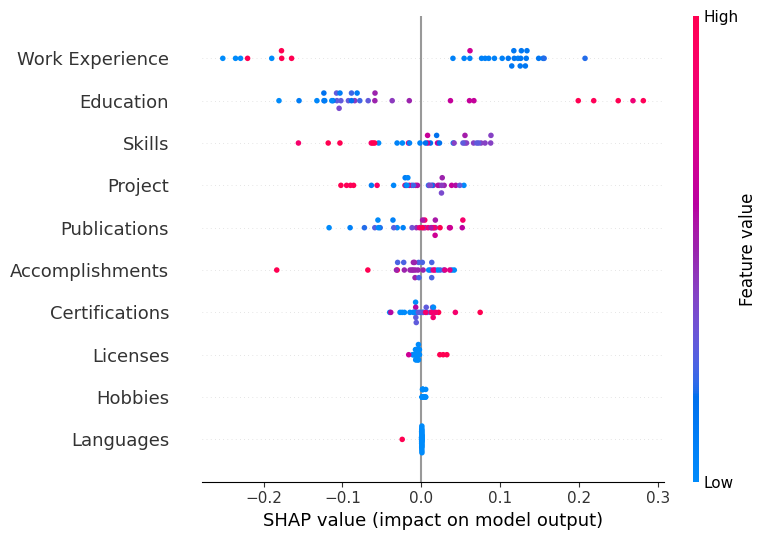 High
Work Experience
Education
Skills
Project
Publications
Accomplishments
Certifications
Licenses
Hobbies
Languages
Feature value
Low
−0.2 −0.1 0.0 0.1 0.2 0.3
SHAP value (impact on model output)